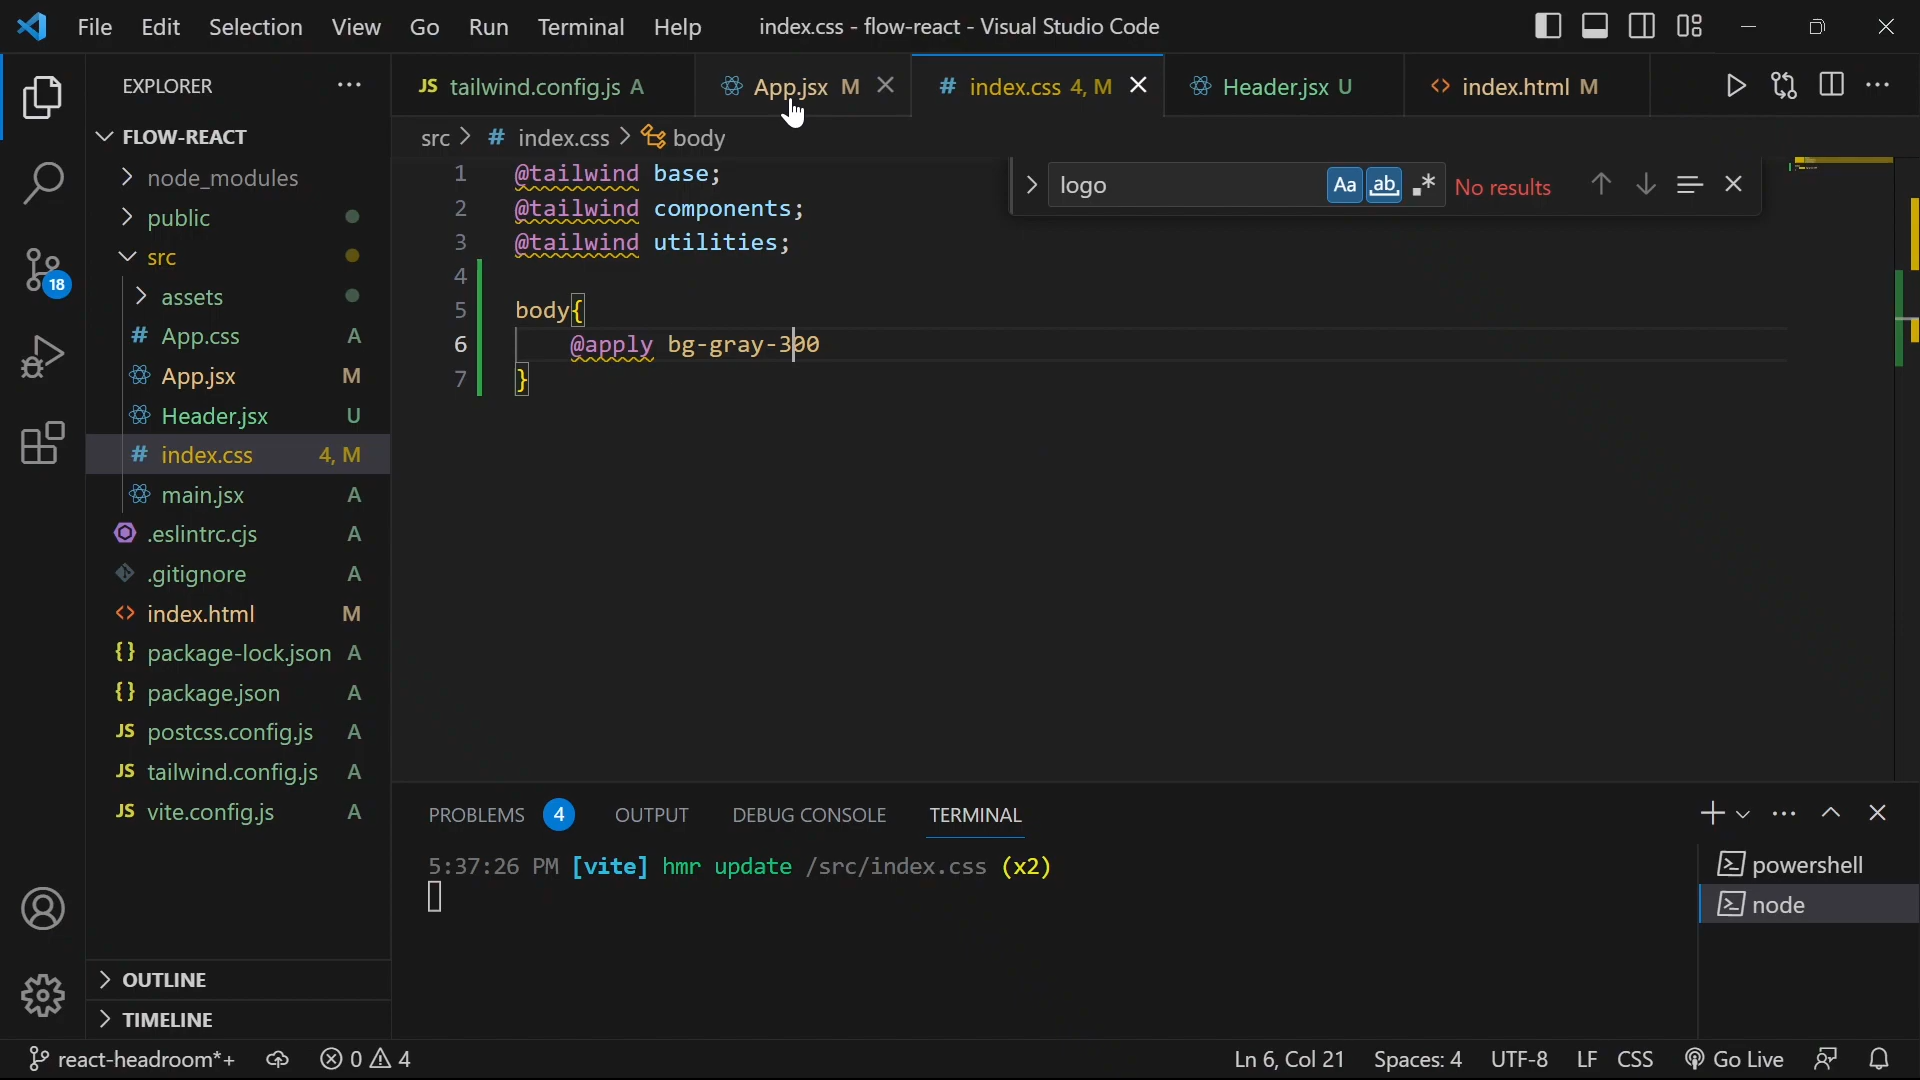 File Edit Selection View Go Run Terminal Help index.css - flow-react - Visual Studio Code
EXPLORER
JS tailwind.config.js A App.jsx M # index.css 4, M Header.jsx U <> index.html M
FLOW-REACT
src > # index.css > body
node_modules
public
src
assets
# App.css A
App.jsx M
Header.jsx U
# index.css 4, M
main.jsx A
.eslintrc.cjs A
.gitignore A
<> index.html M
{} package-lock.json A
{} package.json A
JS postcss.config.js A
JS tailwind.config.js A
JS vite.config.js A
OUTLINE
TIMELINE
18
logo Aa ab .* No results
1 @tailwind base;
2 @tailwind components;
3 @tailwind utilities;
4
5 body{
6 @apply bg-gray-300
7 }
PROBLEMS 4 OUTPUT DEBUG CONSOLE TERMINAL
5:37:26 PM [vite] hmr update /src/index.css (x2)
powershell
node
react-headroom*+ 0 4 Ln 6, Col 21 Spaces: 4 UTF-8 LF CSS Go Live